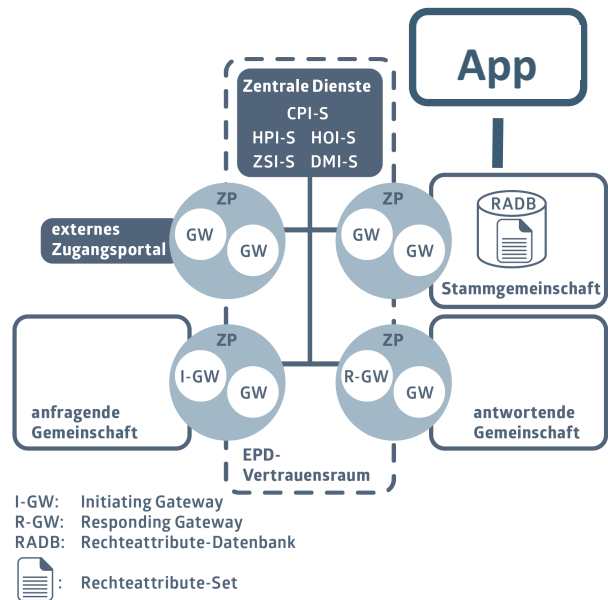 App
Zentrale Dienste
CPI-S
HPI-S HOI-S
ZSI-S DMI-S
ZP
GW
GW
externes
Zugangsportal
ZP
GW
GW
RADB
Stammgemeinschaft
ZP
I-GW
GW
anfragende
Gemeinschaft
ZP
R-GW
GW
antwortende
Gemeinschaft
EPD-
Vertrauensraum
I-GW: Initiating Gateway
R-GW: Responding Gateway
RADB: Rechteattribute-Datenbank
: Rechteattribute-Set